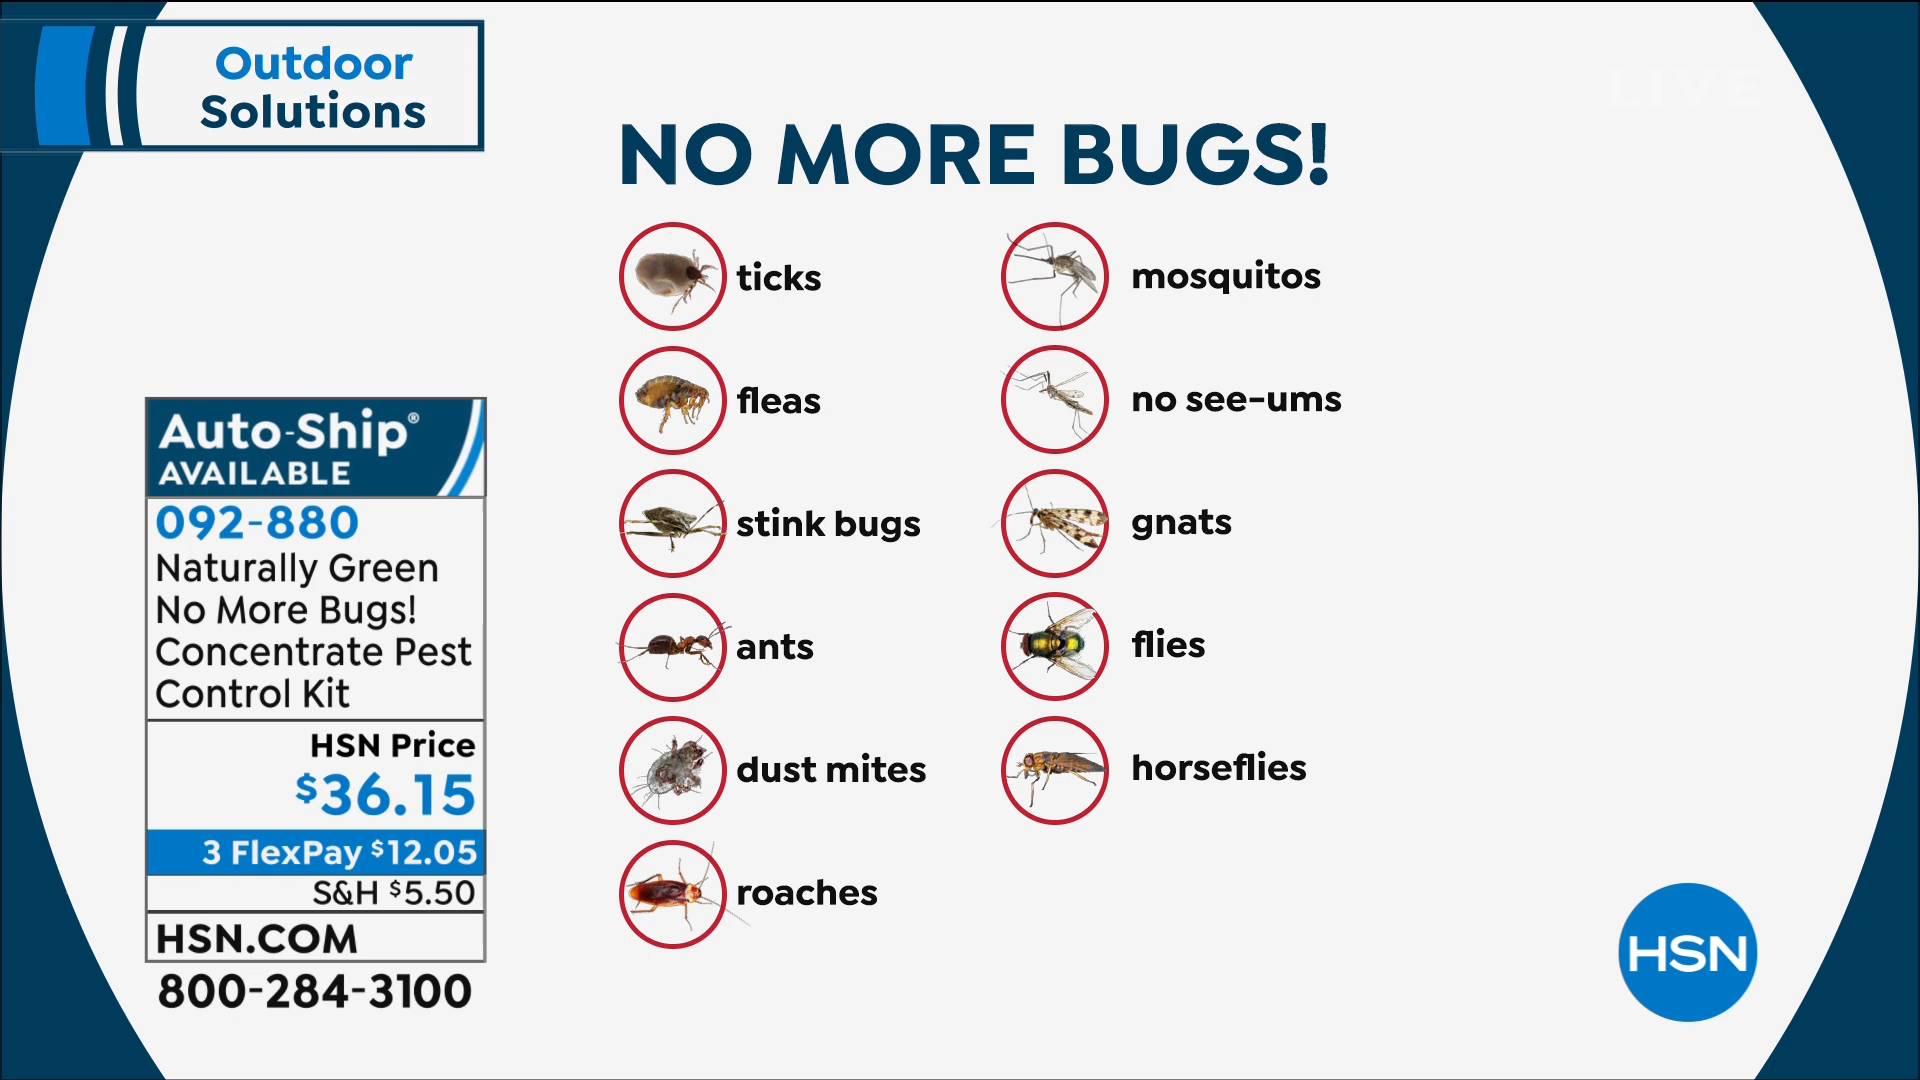 Outdoor
Solutions
LIVE
NO MORE BUGS!
ticks
mosquitos
fleas
no see-ums
stink bugs
gnats
ants
flies
dust mites
horseflies
roaches
Auto-Ship®
AVAILABLE
092-880
Naturally Green
No More Bugs!
Concentrate Pest
Control Kit
HSN Price
$36.15
3 FlexPay $12.05
S&H $5.50
HSN.COM
800-284-3100
HSN